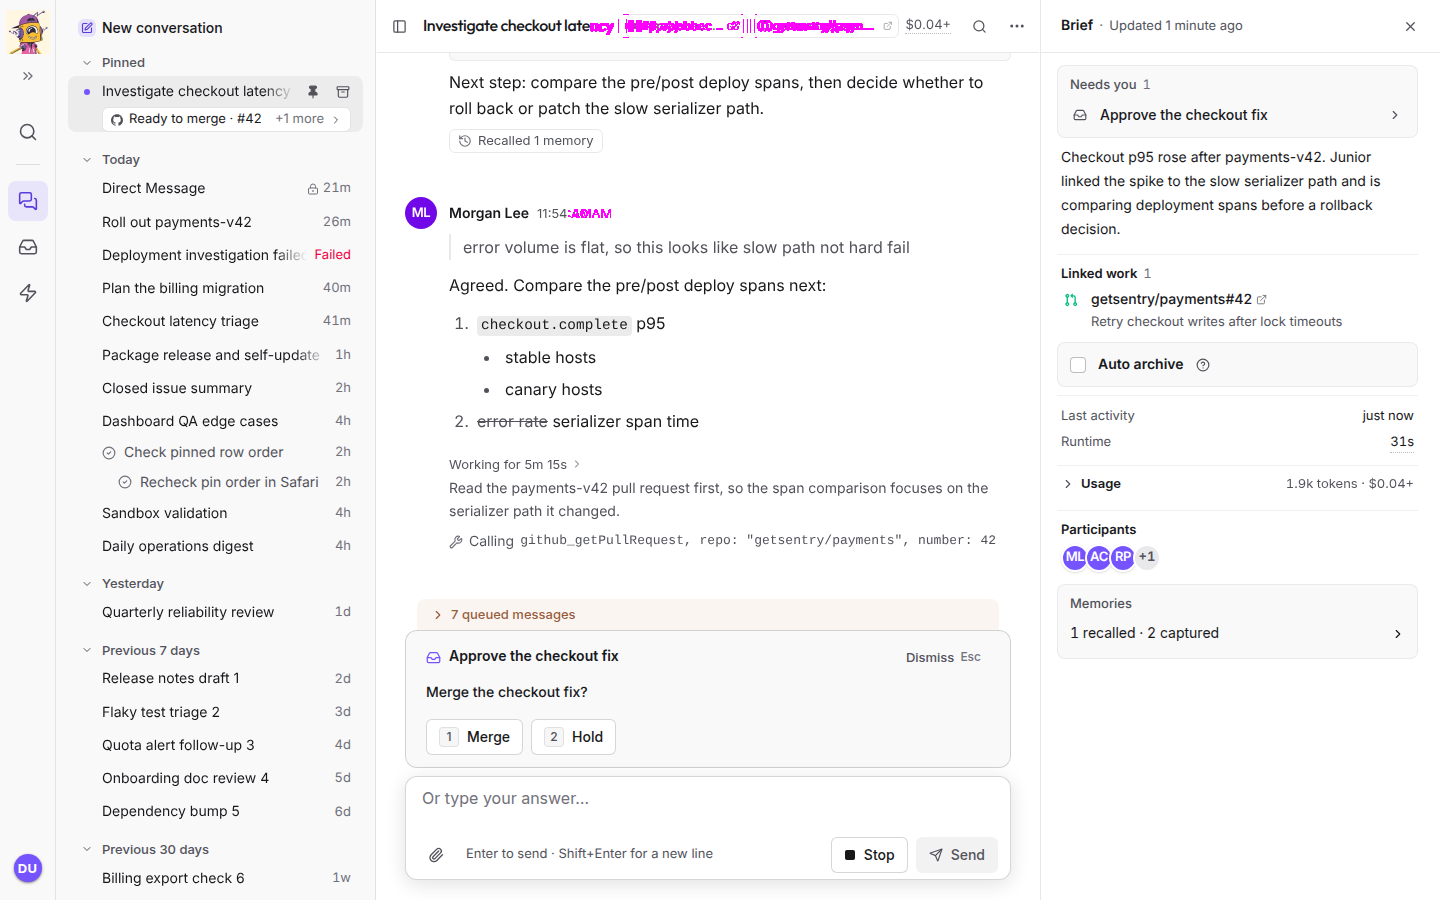 New conversation
Pinned
Investigate checkout latency
Ready to merge · #42 +1 more
Today
Direct Message 21m
Roll out payments-v42 26m
Deployment investigation failed Failed
Plan the billing migration 40m
Checkout latency triage 41m
Package release and self-update 1h
Closed issue summary 2h
Dashboard QA edge cases 4h
Check pinned row order 2h
Recheck pin order in Safari 2h
Sandbox validation 4h
Daily operations digest 4h
Yesterday
Quarterly reliability review 1d
Previous 7 days
Release notes draft 1 2d
Flaky test triage 2 3d
Quota alert follow-up 3 4d
Onboarding doc review 4 5d
Dependency bump 5 6d
Previous 30 days
Billing export check 6 1w
DU
Investigate checkout latency $0.04+
Next step: compare the pre/post deploy spans, then decide whether to
roll back or patch the slow serializer path.
Recalled 1 memory
ML Morgan Lee 11:54 AM
error volume is flat, so this looks like slow path not hard fail
Agreed. Compare the pre/post deploy spans next:
1. checkout.complete p95
• stable hosts
• canary hosts
2. error rate serializer span time
Working for 5m 15s
Read the payments-v42 pull request first, so the span comparison focuses on the
serializer path it changed.
Calling github_getPullRequest, repo: "getsentry/payments", number: 42
7 queued messages
Approve the checkout fix Dismiss Esc
Merge the checkout fix?
1 Merge 2 Hold
Or type your answer...
Enter to send · Shift+Enter for a new line Stop Send
Brief · Updated 1 minute ago
Needs you 1
Approve the checkout fix
Checkout p95 rose after payments-v42. Junior
linked the spike to the slow serializer path and is
comparing deployment spans before a rollback
decision.
Linked work 1
getsentry/payments#42
Retry checkout writes after lock timeouts
Auto archive
Last activity just now
Runtime 31s
Usage 1.9k tokens · $0.04+
Participants
ML AC RP +1
Memories
1 recalled · 2 captured